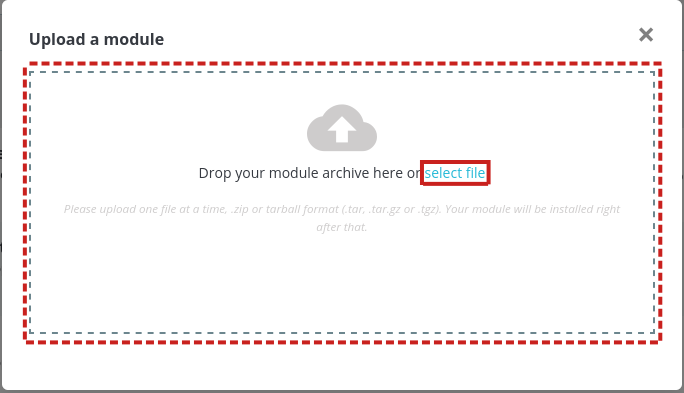 Upload a module
Drop your module archive here or select file
Please upload one file at a time, .zip or tarball format (.tar, .tar.gz or .tgz). Your module will be installed right
after that.